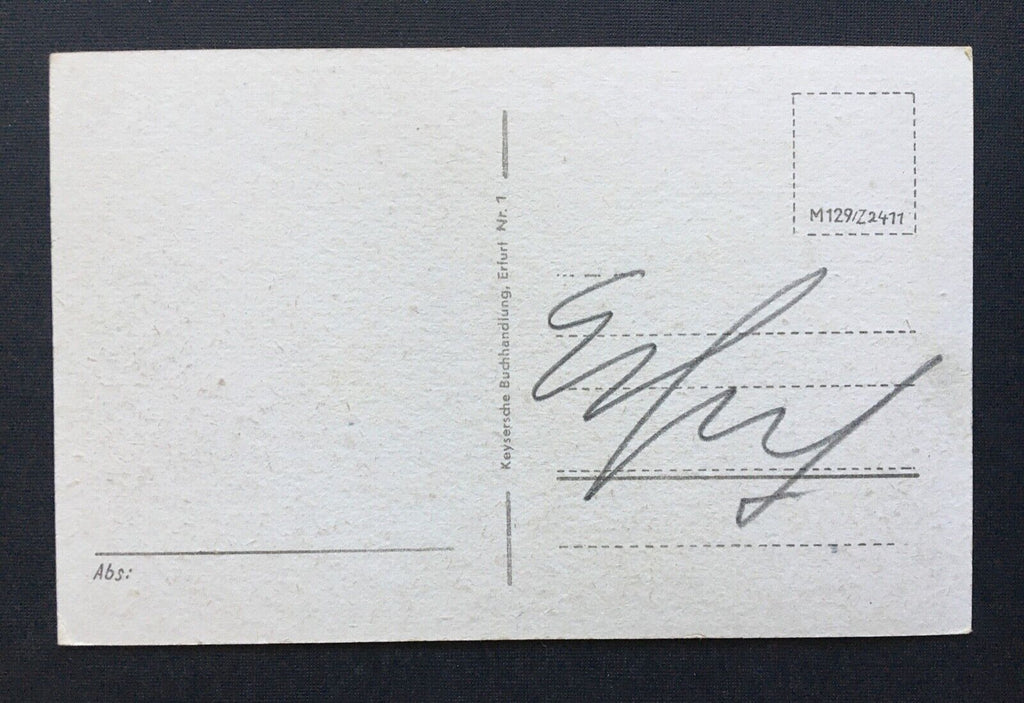 M129/Z2411
Keysersche Buchhandlung, Erfurt Nr. 1
Abs: